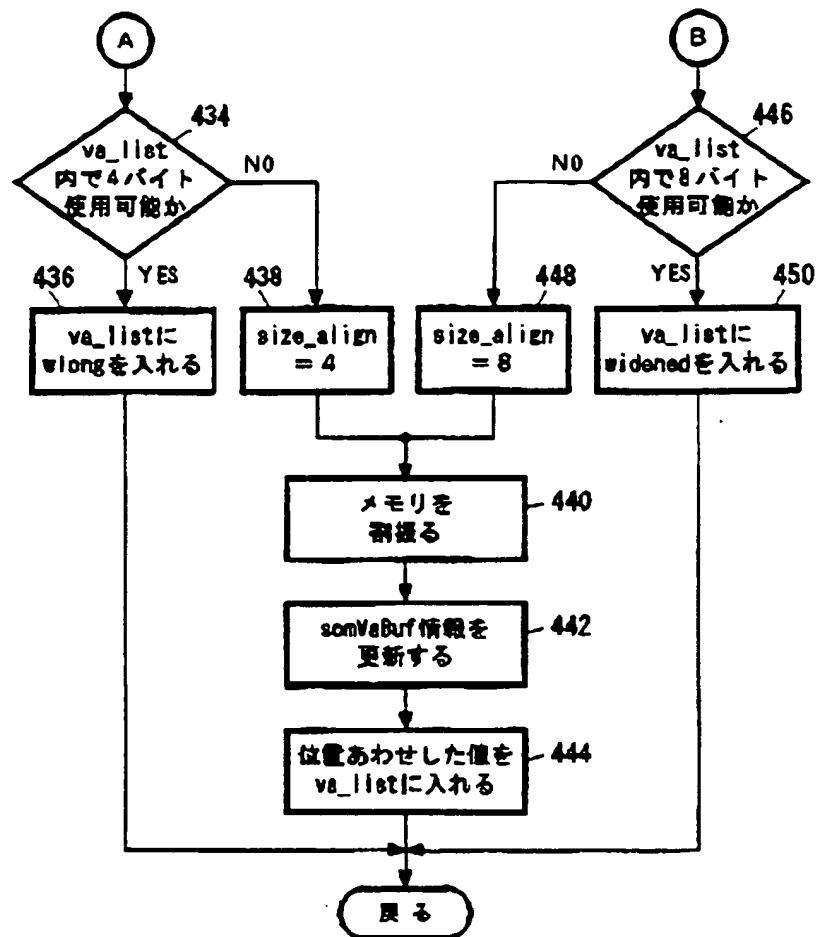 A
B
434
va_list
内で4バイト
使用可能か
NO
YES
446
va_list
内で8バイト
使用可能か
NO
YES
436
va_listに
wlongを入れる
438
size_align
=4
448
size_align
=8
450
va_listに
widenedを入れる
メモリを
割振る
440
somVaBuf情報を
更新する
442
位置あわせした値を
va_listに入れる
444
戻る